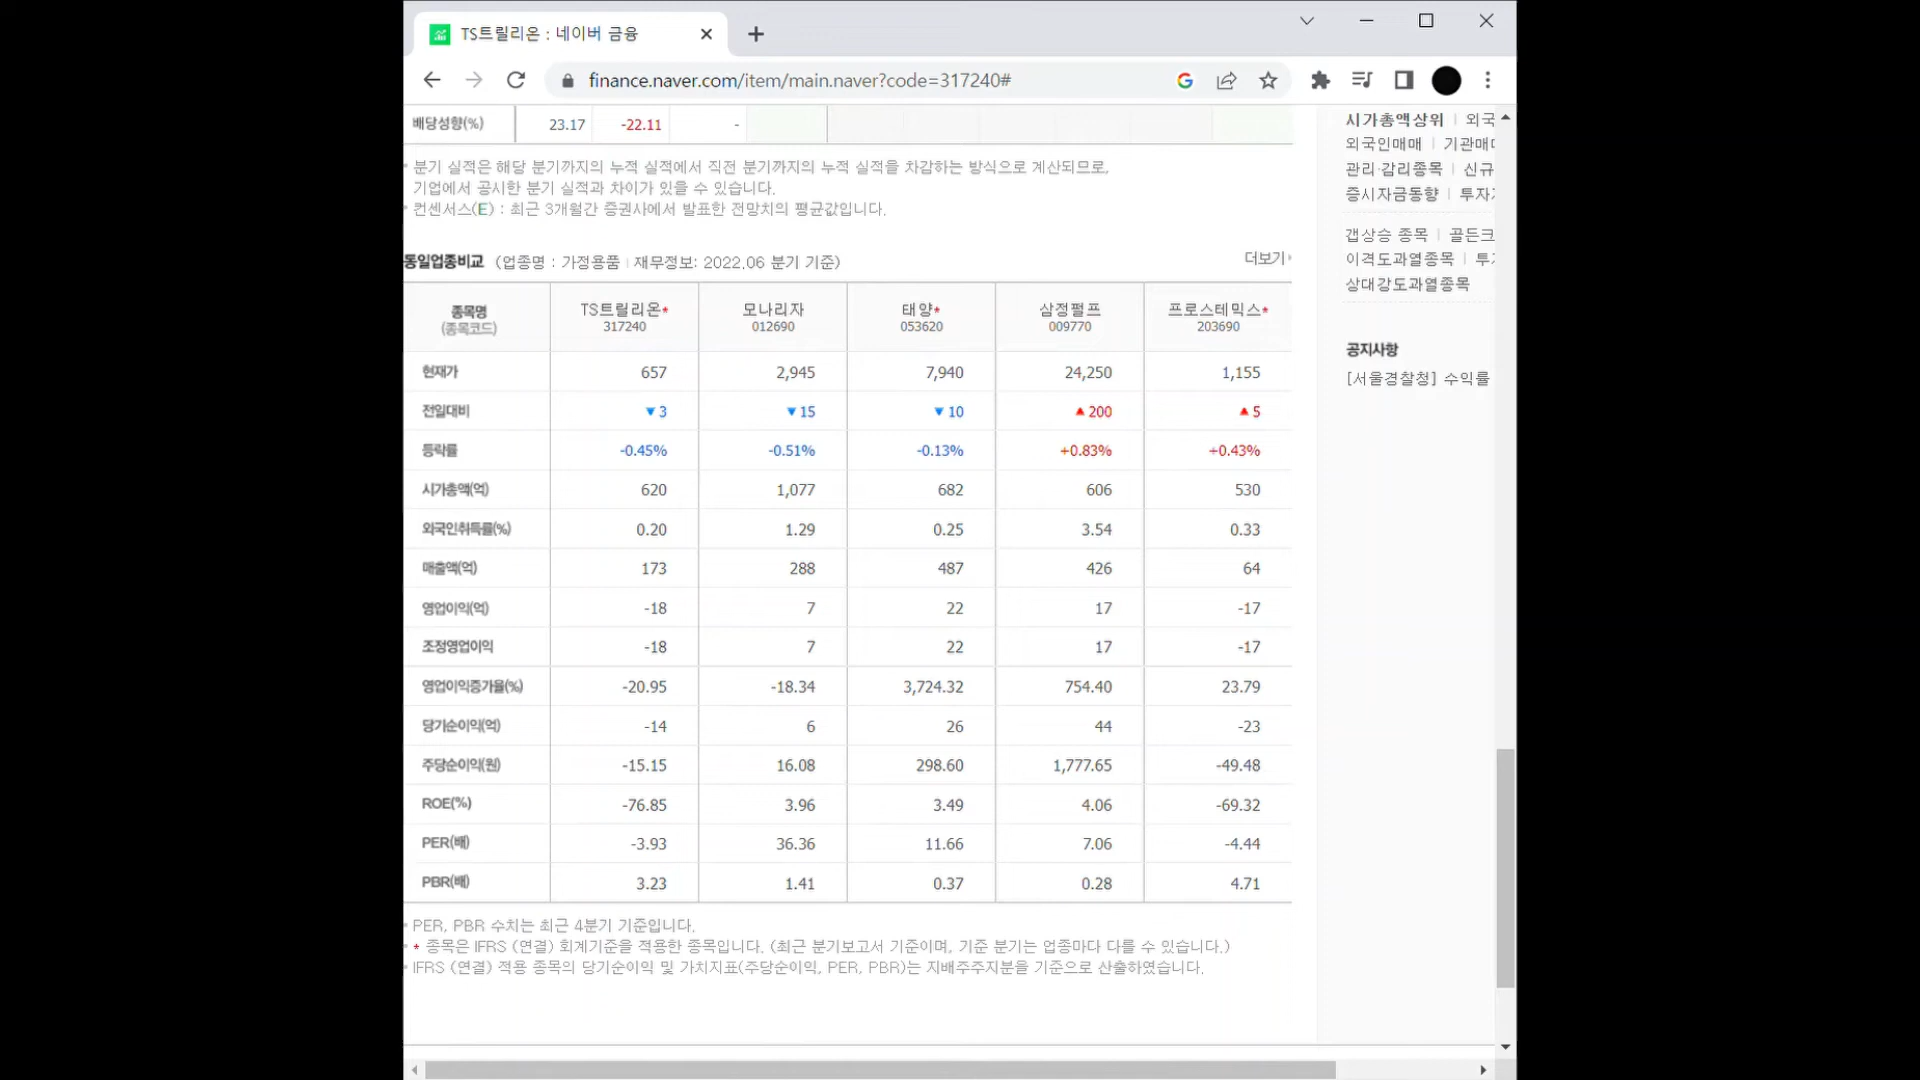 TS트릴리온 : 네이버 금융
finance.naver.com/item/main.naver?code=317240#
배당성향(%) 23.17 -22.11 -
분기 실적은 해당 분기까지의 누적 실적에서 직전 분기까지의 누적 실적을 차감하는 방식으로 계산되므로,
기업에서 공시한 분기 실적과 차이가 있을 수 있습니다.
컨센서스(E) : 최근 3개월간 증권사에서 발표한 전망치의 평균값입니다.
동일업종비교 (업종명 : 가정용품 | 재무정보: 2022.06 분기 기준) 더보기
종목명 TS트릴리온* 모나리자 태양* 삼정펄프 프로스테믹스*
(종목코드) 317240 012690 053620 009770 203690
현재가 657 2,945 7,940 24,250 1,155
전일대비 ▼3 ▼15 ▼10 ▲200 ▲5
등락률 -0.45% -0.51% -0.13% +0.83% +0.43%
시가총액(억) 620 1,077 682 606 530
외국인취득률(%) 0.20 1.29 0.25 3.54 0.33
매출액(억) 173 288 487 426 64
영업이익(억) -18 7 22 17 -17
조정영업이익 -18 7 22 17 -17
영업이익증가율(%) -20.95 -18.34 3,724.32 754.40 23.79
당기순이익(억) -14 6 26 44 -23
주당순이익(원) -15.15 16.08 298.60 1,777.65 -49.48
ROE(%) -76.85 3.96 3.49 4.06 -69.32
PER(배) -3.93 36.36 11.66 7.06 -4.44
PBR(배) 3.23 1.41 0.37 0.28 4.71
PER, PBR 수치는 최근 4분기 기준입니다.
* 종목은 IFRS (연결) 회계기준을 적용한 종목입니다. (최근 분기보고서 기준이며, 기준 분기는 업종마다 다를 수 있습니다.)
IFRS (연결) 적용 종목의 당기순이익 및 가치지표(주당순이익, PER, PBR)는 지배주주지분을 기준으로 산출하였습니다.
시가총액상위 | 외국
외국인매매 | 기관매
관리·감리종목 | 신규
증시자금동향 | 투자
갭상승 종목 | 골든크
이격도과열종목 | 투
상대강도과열종목
공지사항
[서울경찰청] 수익률